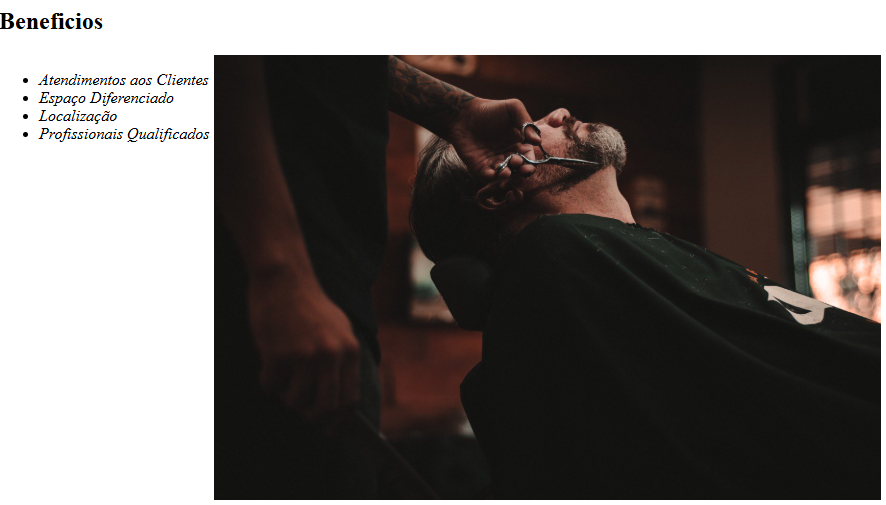 Beneficios
Atendimentos aos Clientes
Espaço Diferenciado
Localização
Profissionais Qualificados